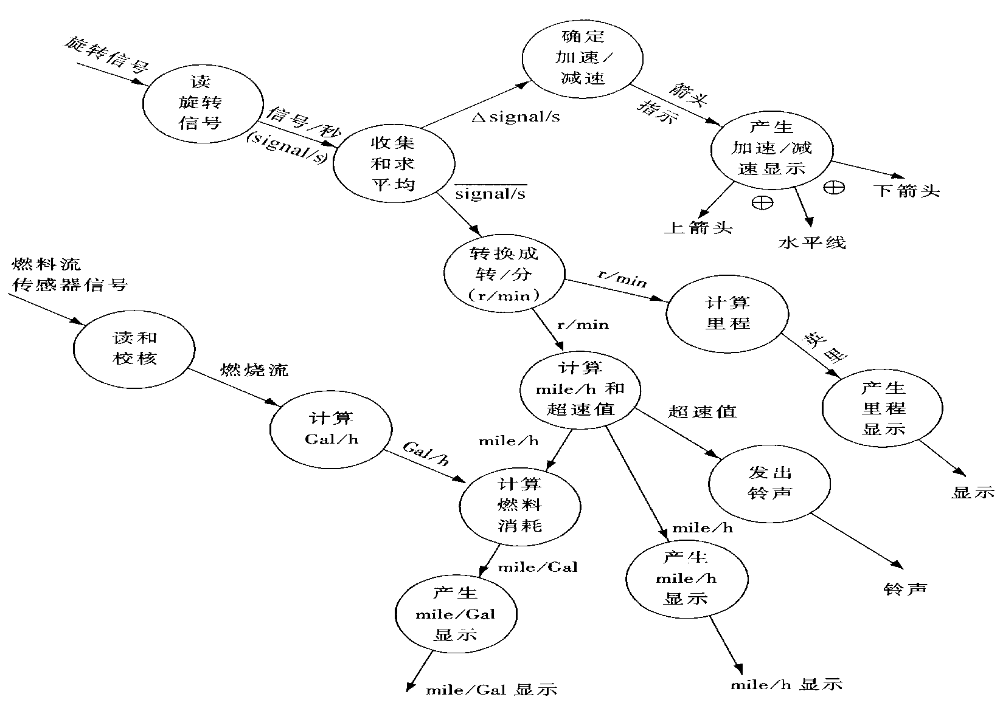 旋转信号
读
旋转
信号
信号/秒
(signal/s)
收集
和求
平均
△signal/s
确定
加速/
减速
箭头
指示
产生
加速/减
速显示
上箭头
水平线
下箭头
signal/s
转换成
转/分
(r/min)
r/min
计算
里程
英里
产生
里程
显示
显示
r/min
计算
mile/h 和
超速值
超速值
发出
铃声
铃声
mile/h
产生
mile/h
显示
mile/h 显示
燃料流
传感器信号
读和
校核
燃烧流
计算
Gal/h
Gal/h
mile/h
计算
燃料
消耗
mile/Gal
产生
mile/Gal
显示
mile/Gal 显示